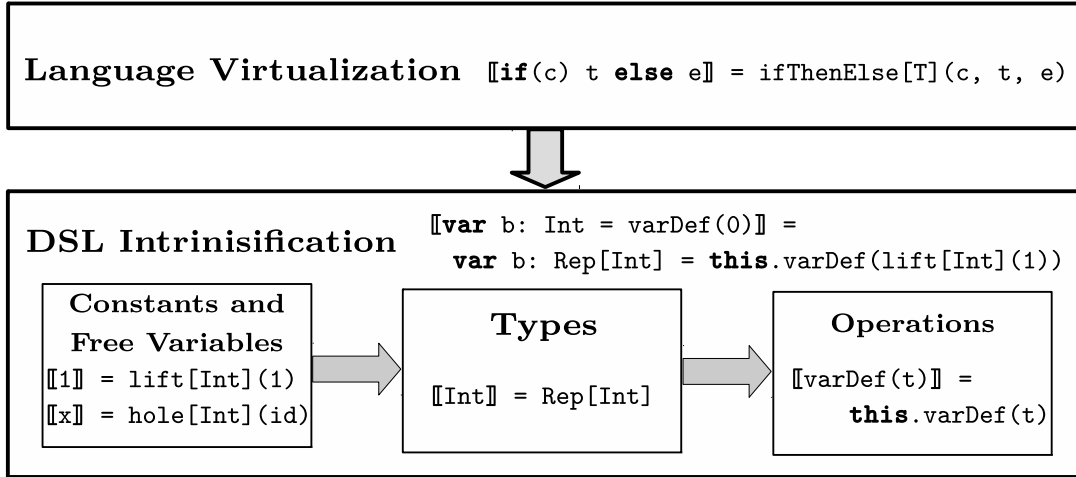 Language Virtualization ⟦if(c) t else e⟧ = ifThenElse[T](c, t, e)
DSL Intrinisification
⟦var b: Int = varDef(0)⟧ =
var b: Rep[Int] = this.varDef(lift[Int](1))
Constants and
Free Variables
⟦1⟧ = lift[Int](1)
⟦x⟧ = hole[Int](id)
Types
⟦Int⟧ = Rep[Int]
Operations
⟦varDef(t)⟧ =
this.varDef(t)